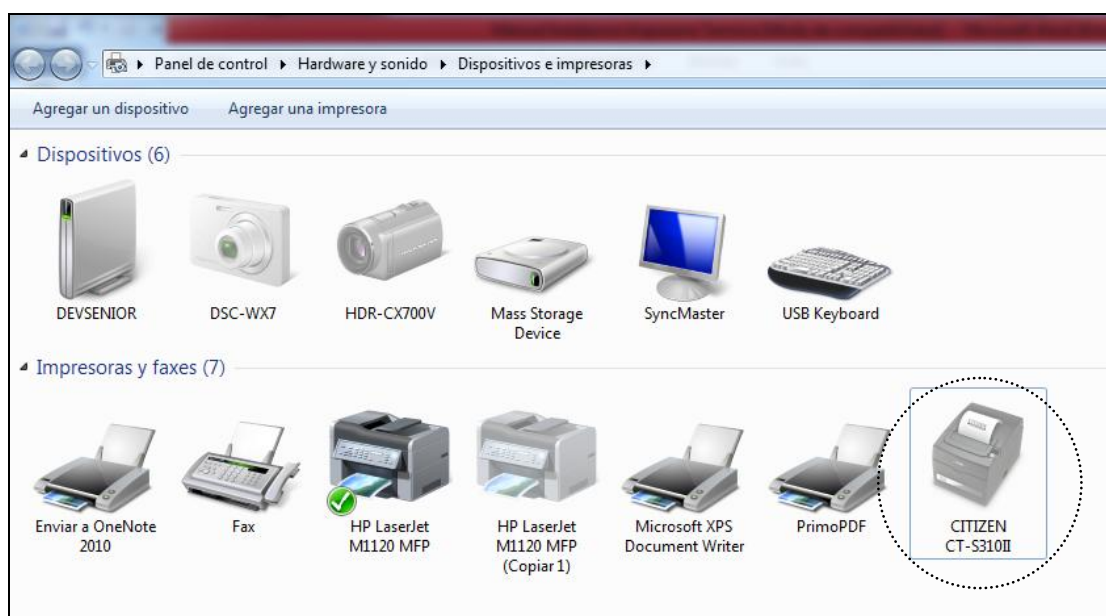 Panel de control ▸ Hardware y sonido ▸ Dispositivos e impresoras ▸
Agregar un dispositivo Agregar una impresora
Dispositivos (6)
DEVSENIOR
DSC-WX7
HDR-CX700V
Mass Storage
Device
SyncMaster
USB Keyboard
Impresoras y faxes (7)
Enviar a OneNote
2010
Fax
HP LaserJet
M1120 MFP
HP LaserJet
M1120 MFP
(Copiar 1)
Microsoft XPS
Document Writer
PrimoPDF
CITIZEN
CT-S310II